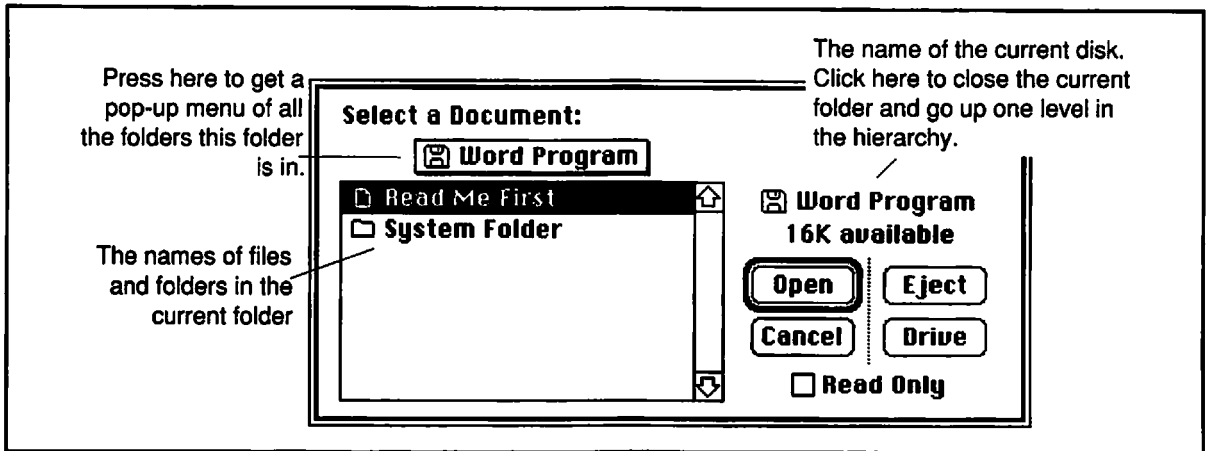 Press here to get a
pop-up menu of all
the folders this folder
is in.
The name of the current disk.
Click here to close the current
folder and go up one level in
the hierarchy.
Select a Document:
Word Program
Read Me First
System Folder
The names of files
and folders in the
current folder
Word Program
16K available
Open
Eject
Cancel
Drive
Read Only